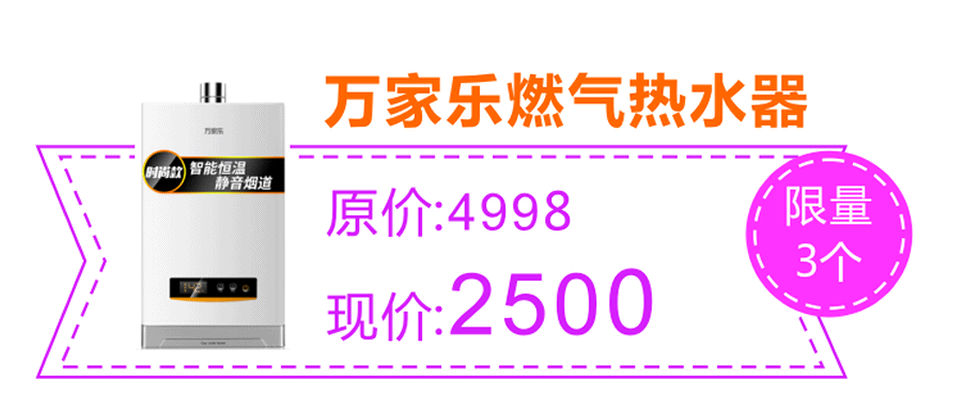 万家乐燃气热水器
万家乐
时尚款
智能恒温
静音烟道
原价:4998
现价:2500
限量
3个